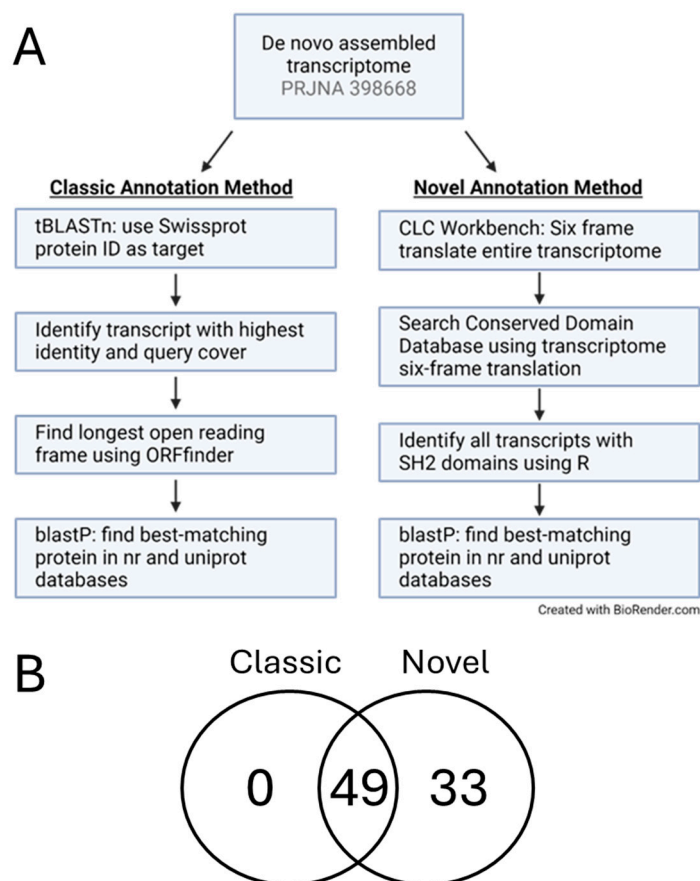 A
De novo assembled
transcriptome
PRJNA 398668
Classic Annotation Method
tBLASTn: use Swissprot
protein ID as target
Identify transcript with highest
identity and query cover
Find longest open reading
frame using ORFfinder
blastP: find best-matching
protein in nr and uniprot
databases
Novel Annotation Method
CLC Workbench: Six frame
translate entire transcriptome
Search Conserved Domain
Database using transcriptome
six-frame translation
Identify all transcripts with
SH2 domains using R
blastP: find best-matching
protein in nr and uniprot
databases
Created with BioRender.com
B
Classic Novel
0 49 33